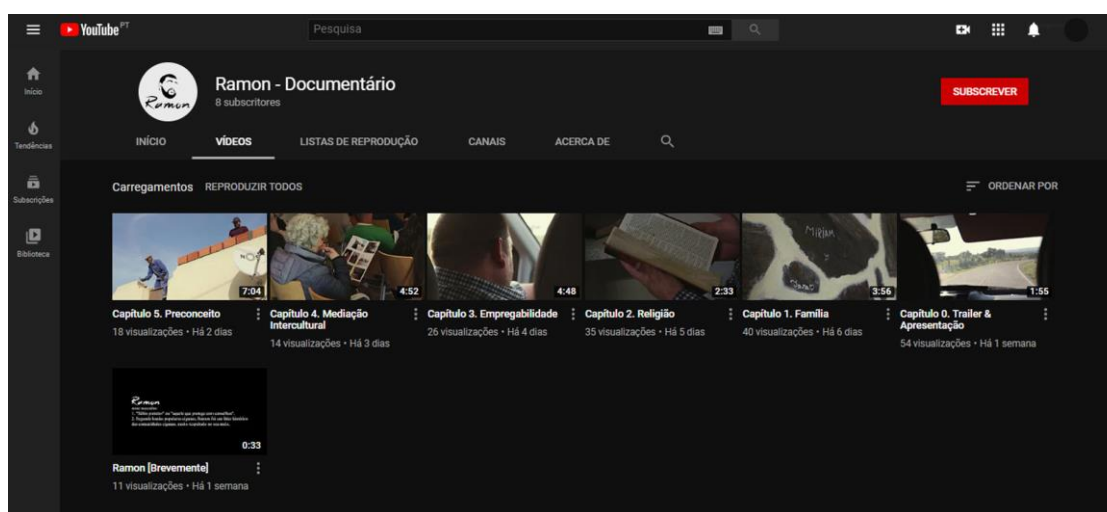 YouTube PT
Pesquisa
Ramon
Ramon - Documentário
8 subscritores
SUBSCREVER
Início
Tendências
Subscrições
Biblioteca
INÍCIO
VÍDEOS
LISTAS DE REPRODUÇÃO
CANAIS
ACERCA DE
Carregamentos
REPRODUZIR TODOS
ORDENAR POR
7:04
Capítulo 5. Preconceito
18 visualizações • Há 2 dias
4:52
Capítulo 4. Mediação
Intercultural
14 visualizações • Há 3 dias
4:48
Capítulo 3. Empregabilidade
26 visualizações • Há 4 dias
2:33
Capítulo 2. Religião
35 visualizações • Há 5 dias
MIRIAM
3:56
Capítulo 1. Família
40 visualizações • Há 6 dias
1:55
Capítulo 0. Trailer &
Apresentação
54 visualizações • Há 1 semana
Ramon
0:33
Ramon [Brevemente]
11 visualizações • Há 1 semana